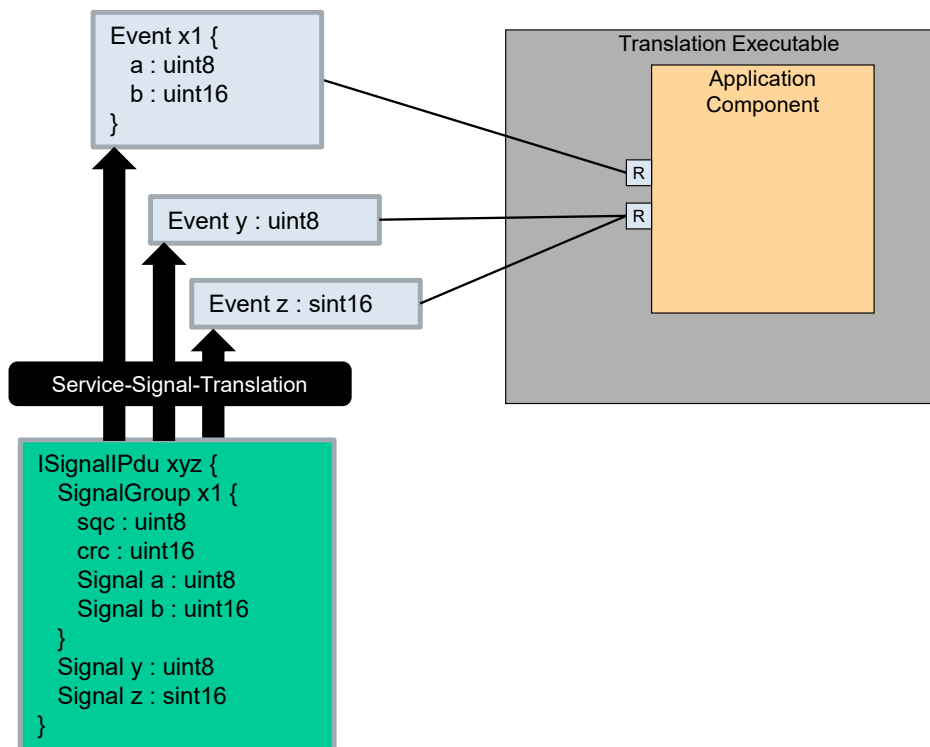 Event x1 {
a : uint8
b : uint16
}
Translation Executable
Application
Component
R
R
Event y : uint8
Event z : sint16
Service-Signal-Translation
ISignalIPdu xyz {
SignalGroup x1 {
sqc : uint8
crc : uint16
Signal a : uint8
Signal b : uint16
}
Signal y : uint8
Signal z : sint16
}